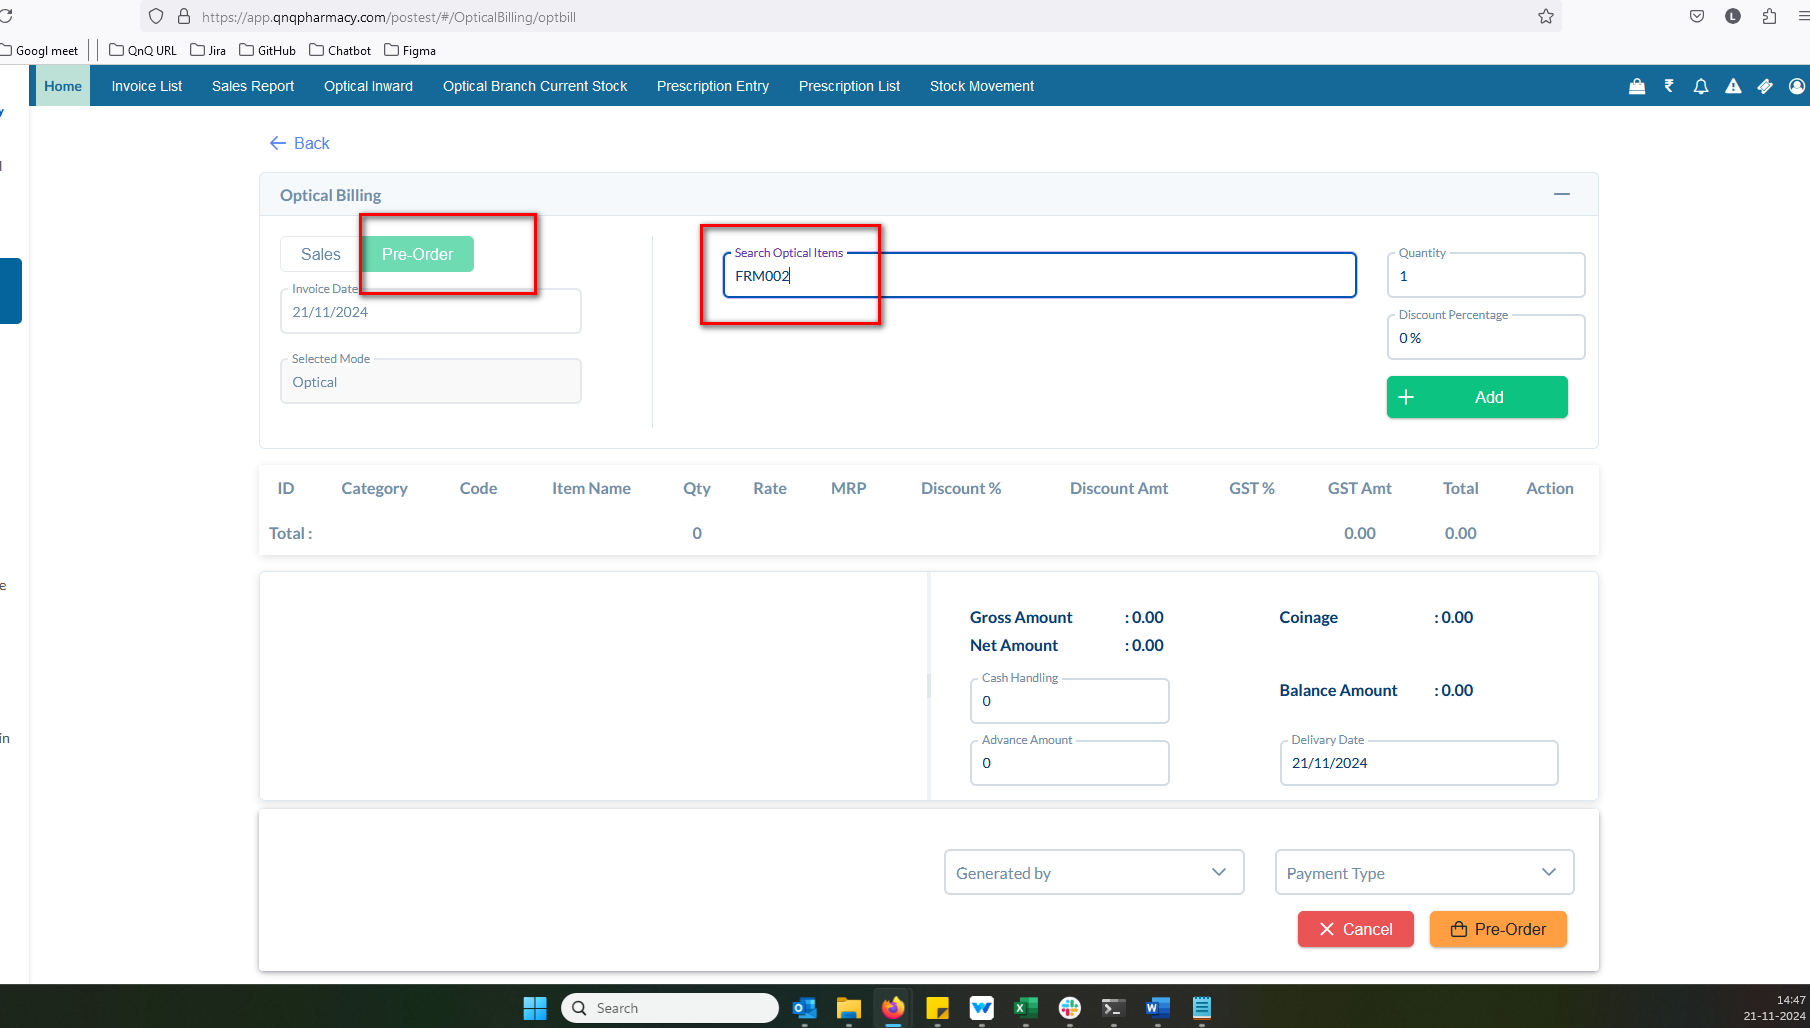 https://app.qnqpharmacy.com/postest/#/OpticalBilling/optbill
L
Googl meet
QnQ URL
Jira
GitHub
Chatbot
Figma
Home
Invoice List
Sales Report
Optical Inward
Optical Branch Current Stock
Prescription Entry
Prescription List
Stock Movement
Back
Optical Billing
Sales
Pre-Order
Search Optical Items
FRM002
Quantity
1
Invoice Date
21/11/2024
Discount Percentage
0 %
Selected Mode
Optical
Add
ID Category Code Item Name Qty Rate MRP Discount % Discount Amt GST % GST Amt Total Action
Total : 0 0.00 0.00
Gross Amount : 0.00
Coinage : 0.00
Net Amount : 0.00
Cash Handling
0
Balance Amount : 0.00
Advance Amount
0
Delivary Date
21/11/2024
Generated by
Payment Type
Cancel
Pre-Order
Search
14:47
21-11-2024